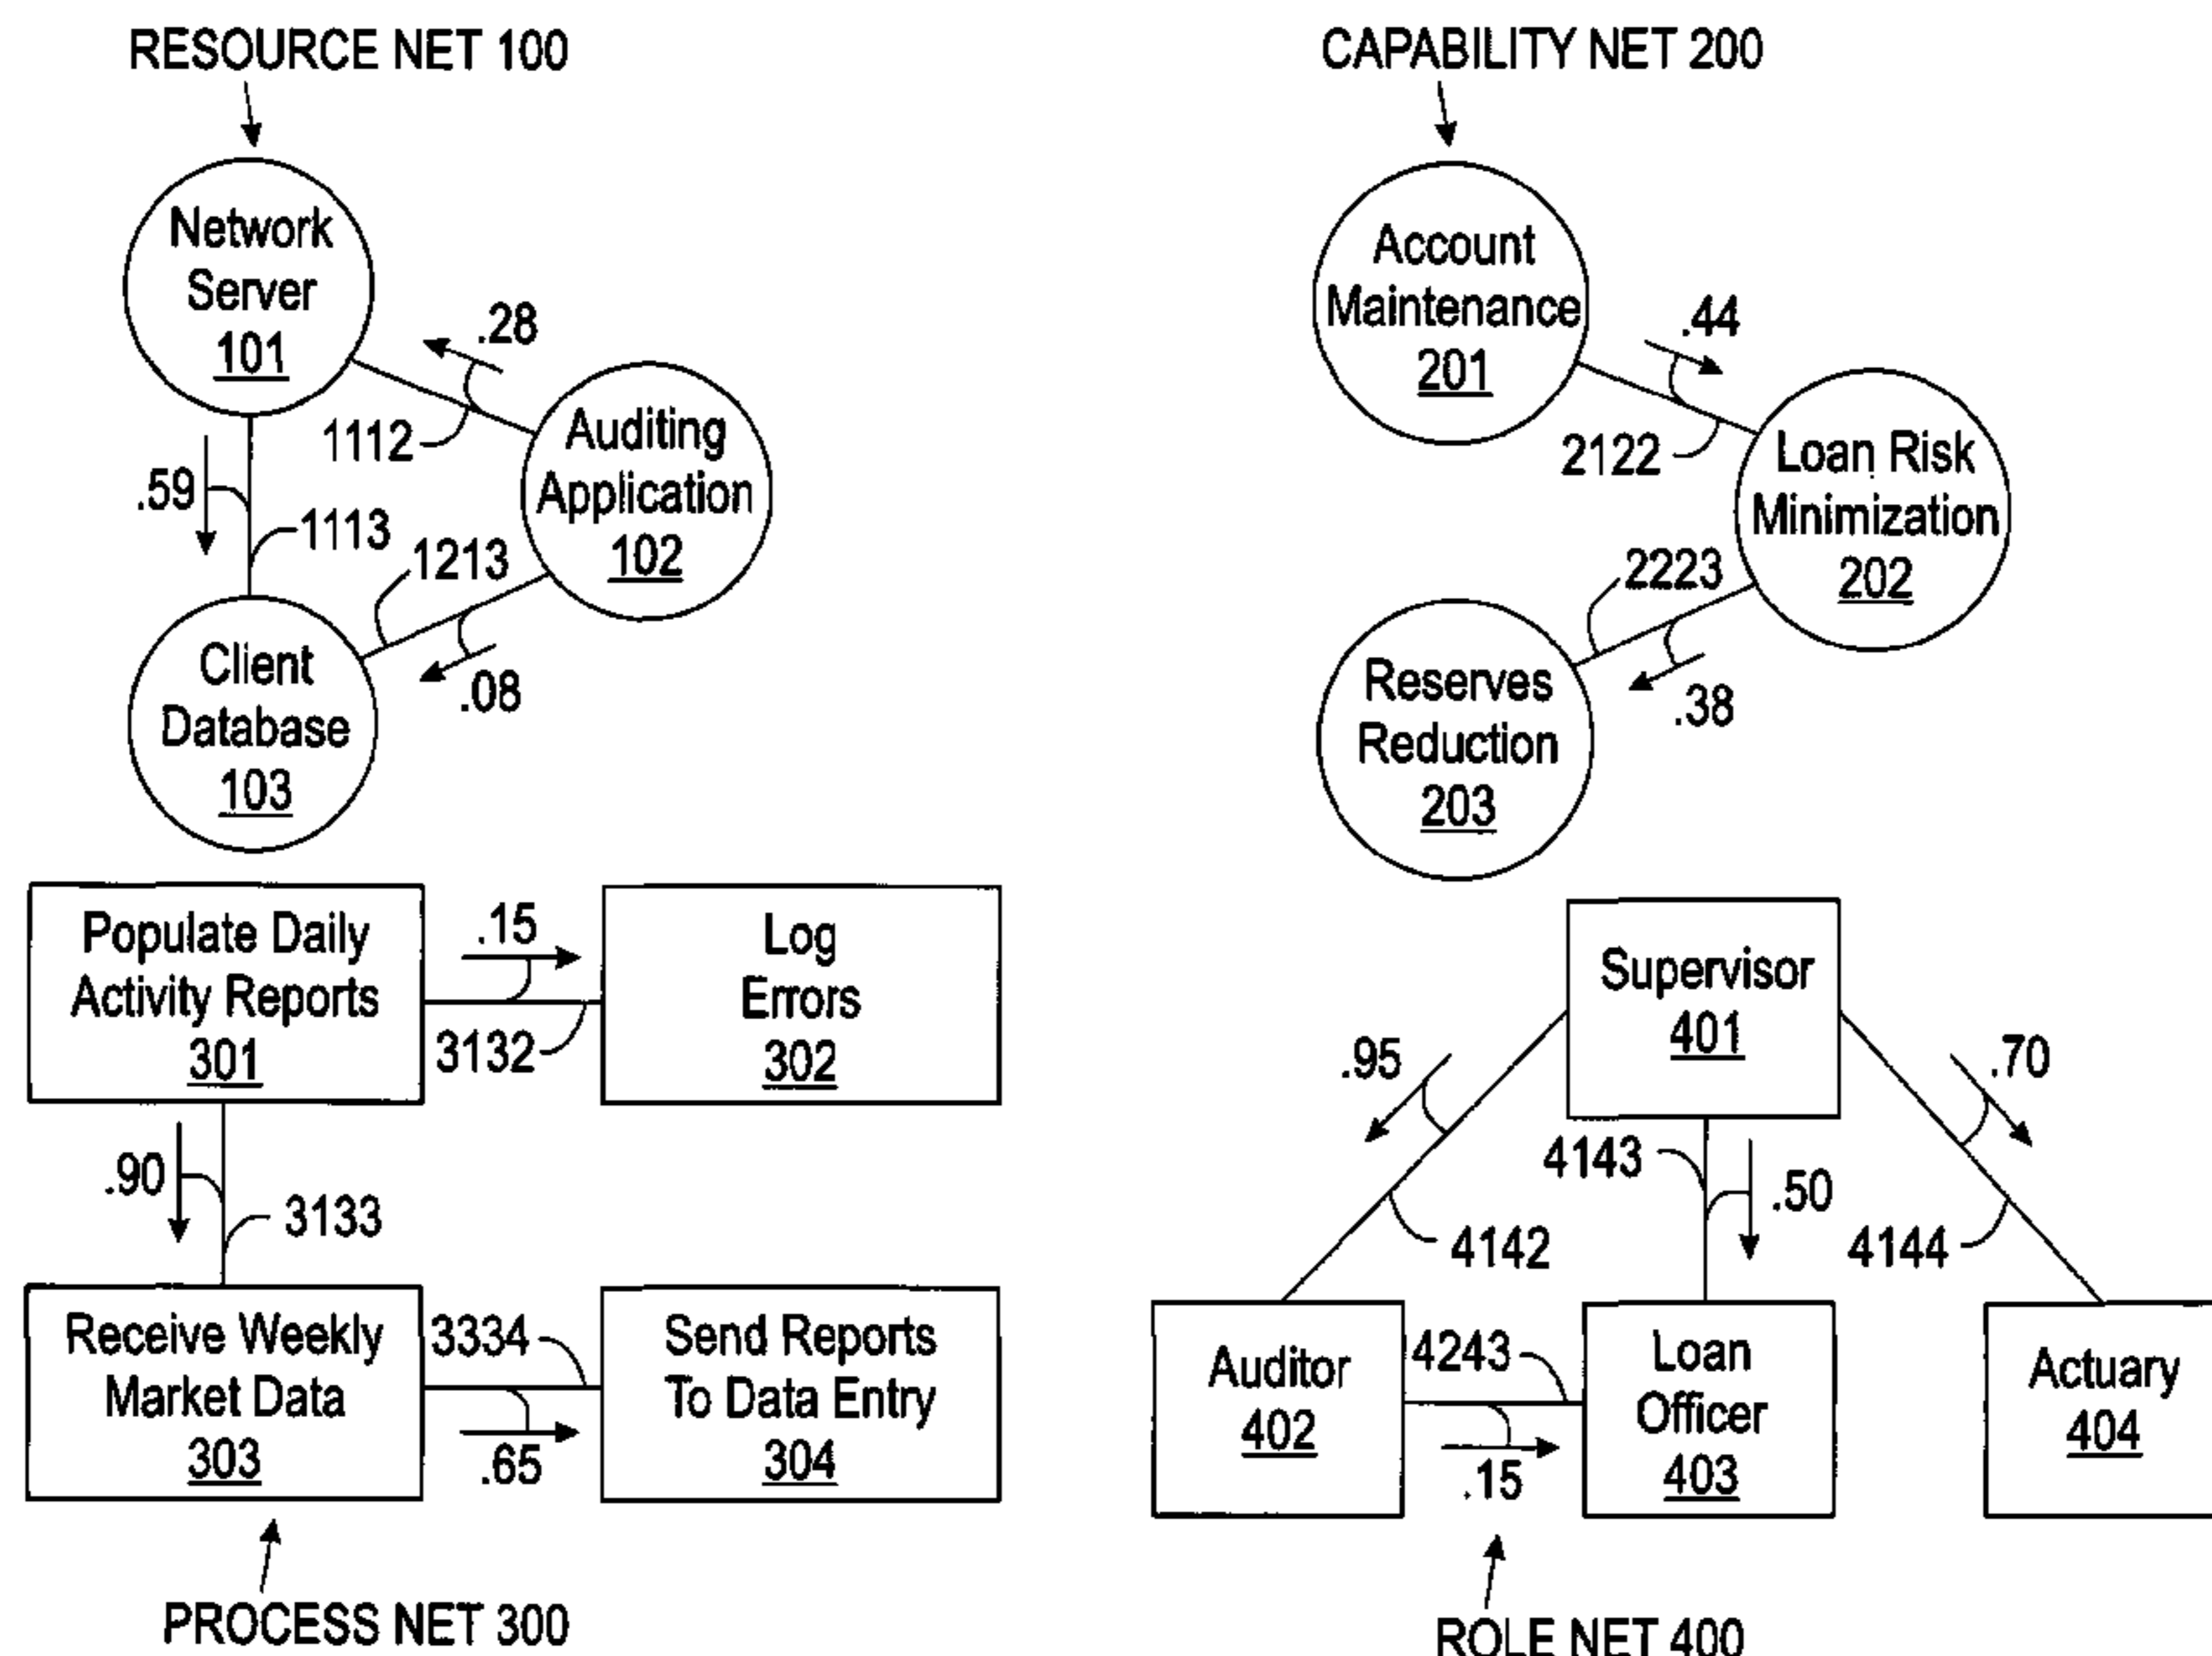 RESOURCE NET 100
Network
Server
101
.28
1112
Auditing
Application
102
.59
1113
1213
.08
Client
Database
103
CAPABILITY NET 200
Account
Maintenance
201
.44
2122
Loan Risk
Minimization
202
2223
.38
Reserves
Reduction
203
Populate Daily
Activity Reports
301
.15
3132
Log
Errors
302
.90
3133
Receive Weekly
Market Data
303
3334
.65
Send Reports
To Data Entry
304
PROCESS NET 300
Supervisor
401
.95
4142
4143
.50
.70
4144
Auditor
402
4243
.15
Loan
Officer
403
Actuary
404
ROLE NET 400